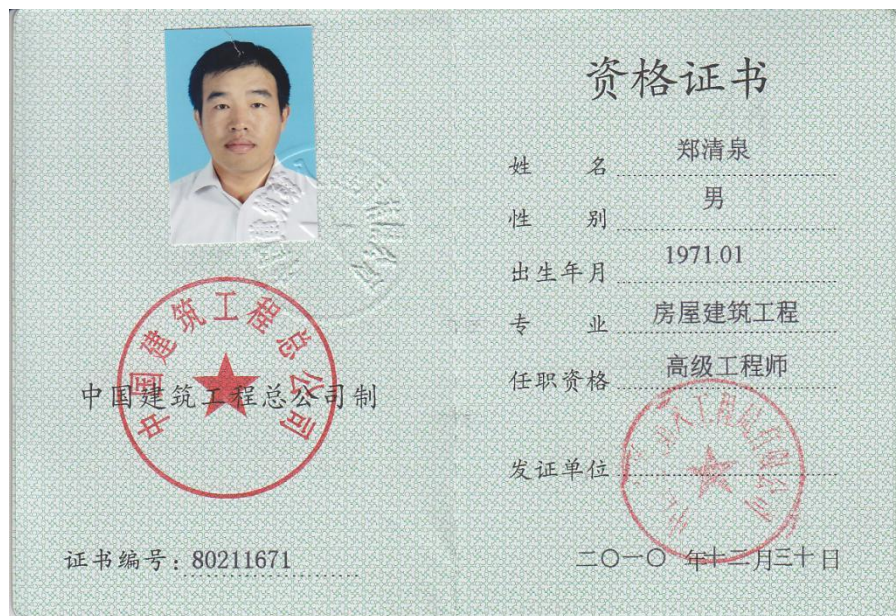 中国建筑工程总公司
中国建筑工程总公司制
证书编号：80211671
资格证书
姓 名 郑清泉
性 别 男
出生年月 1971.01
专 业 房屋建筑工程
任职资格 高级工程师
发证单位
二〇一〇年十二月三十日